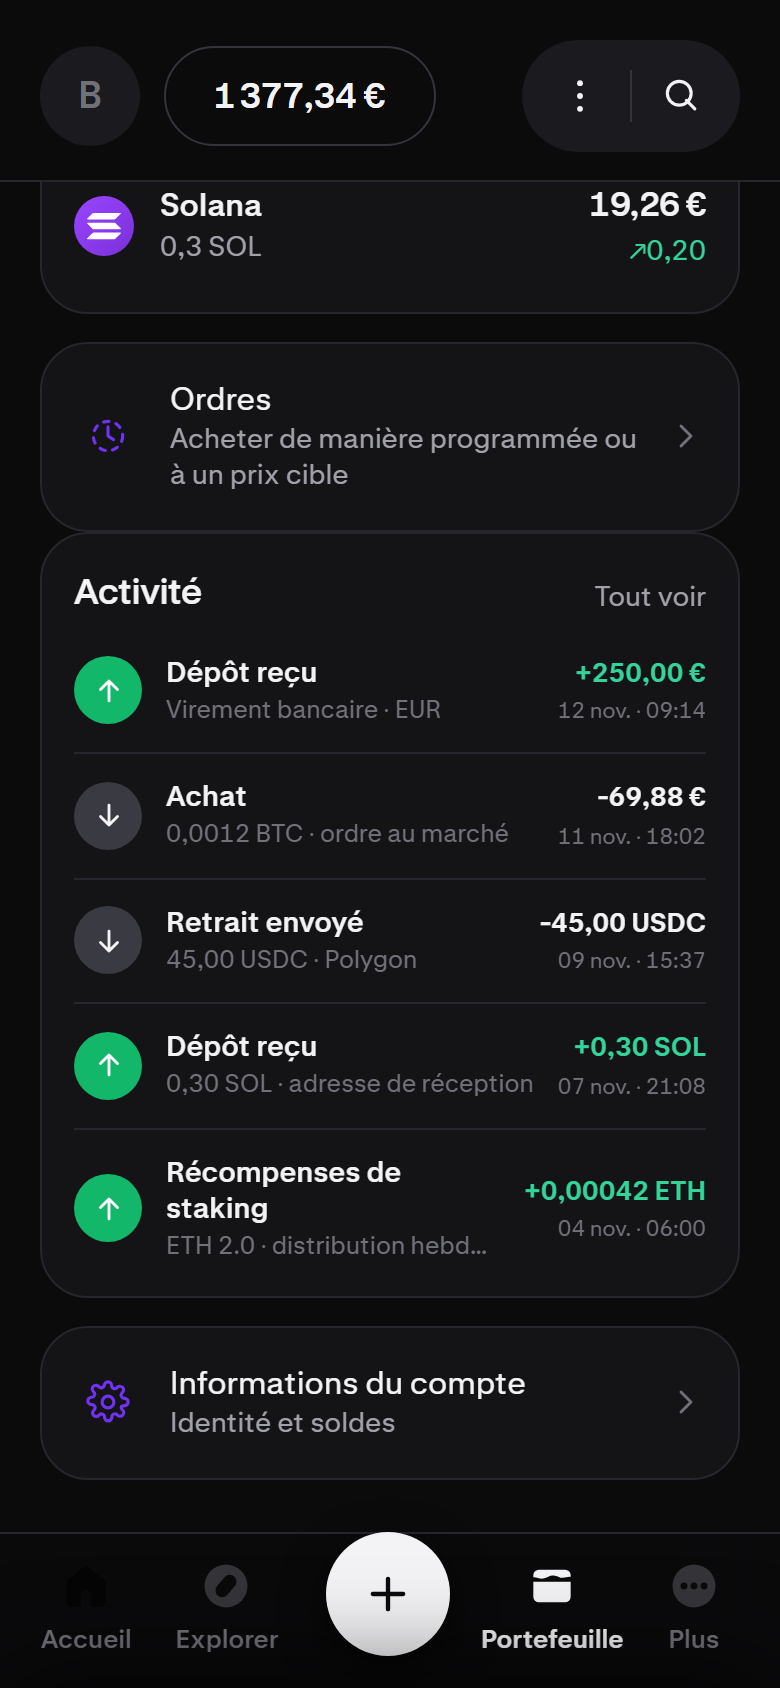 B
1 377,34 €
Solana
19,26 €
0,3 SOL
↗0,20
Ordres
Acheter de manière programmée ou
à un prix cible
Activité
Tout voir
Dépôt reçu
+250,00 €
Virement bancaire · EUR
12 nov. · 09:14
Achat
-69,88 €
0,0012 BTC · ordre au marché
11 nov. · 18:02
Retrait envoyé
-45,00 USDC
45,00 USDC · Polygon
09 nov. · 15:37
Dépôt reçu
+0,30 SOL
0,30 SOL · adresse de réception
07 nov. · 21:08
Récompenses de
staking
+0,00042 ETH
ETH 2.0 · distribution hebd...
04 nov. · 06:00
Informations du compte
Identité et soldes
Accueil
Explorer
Portefeuille
Plus